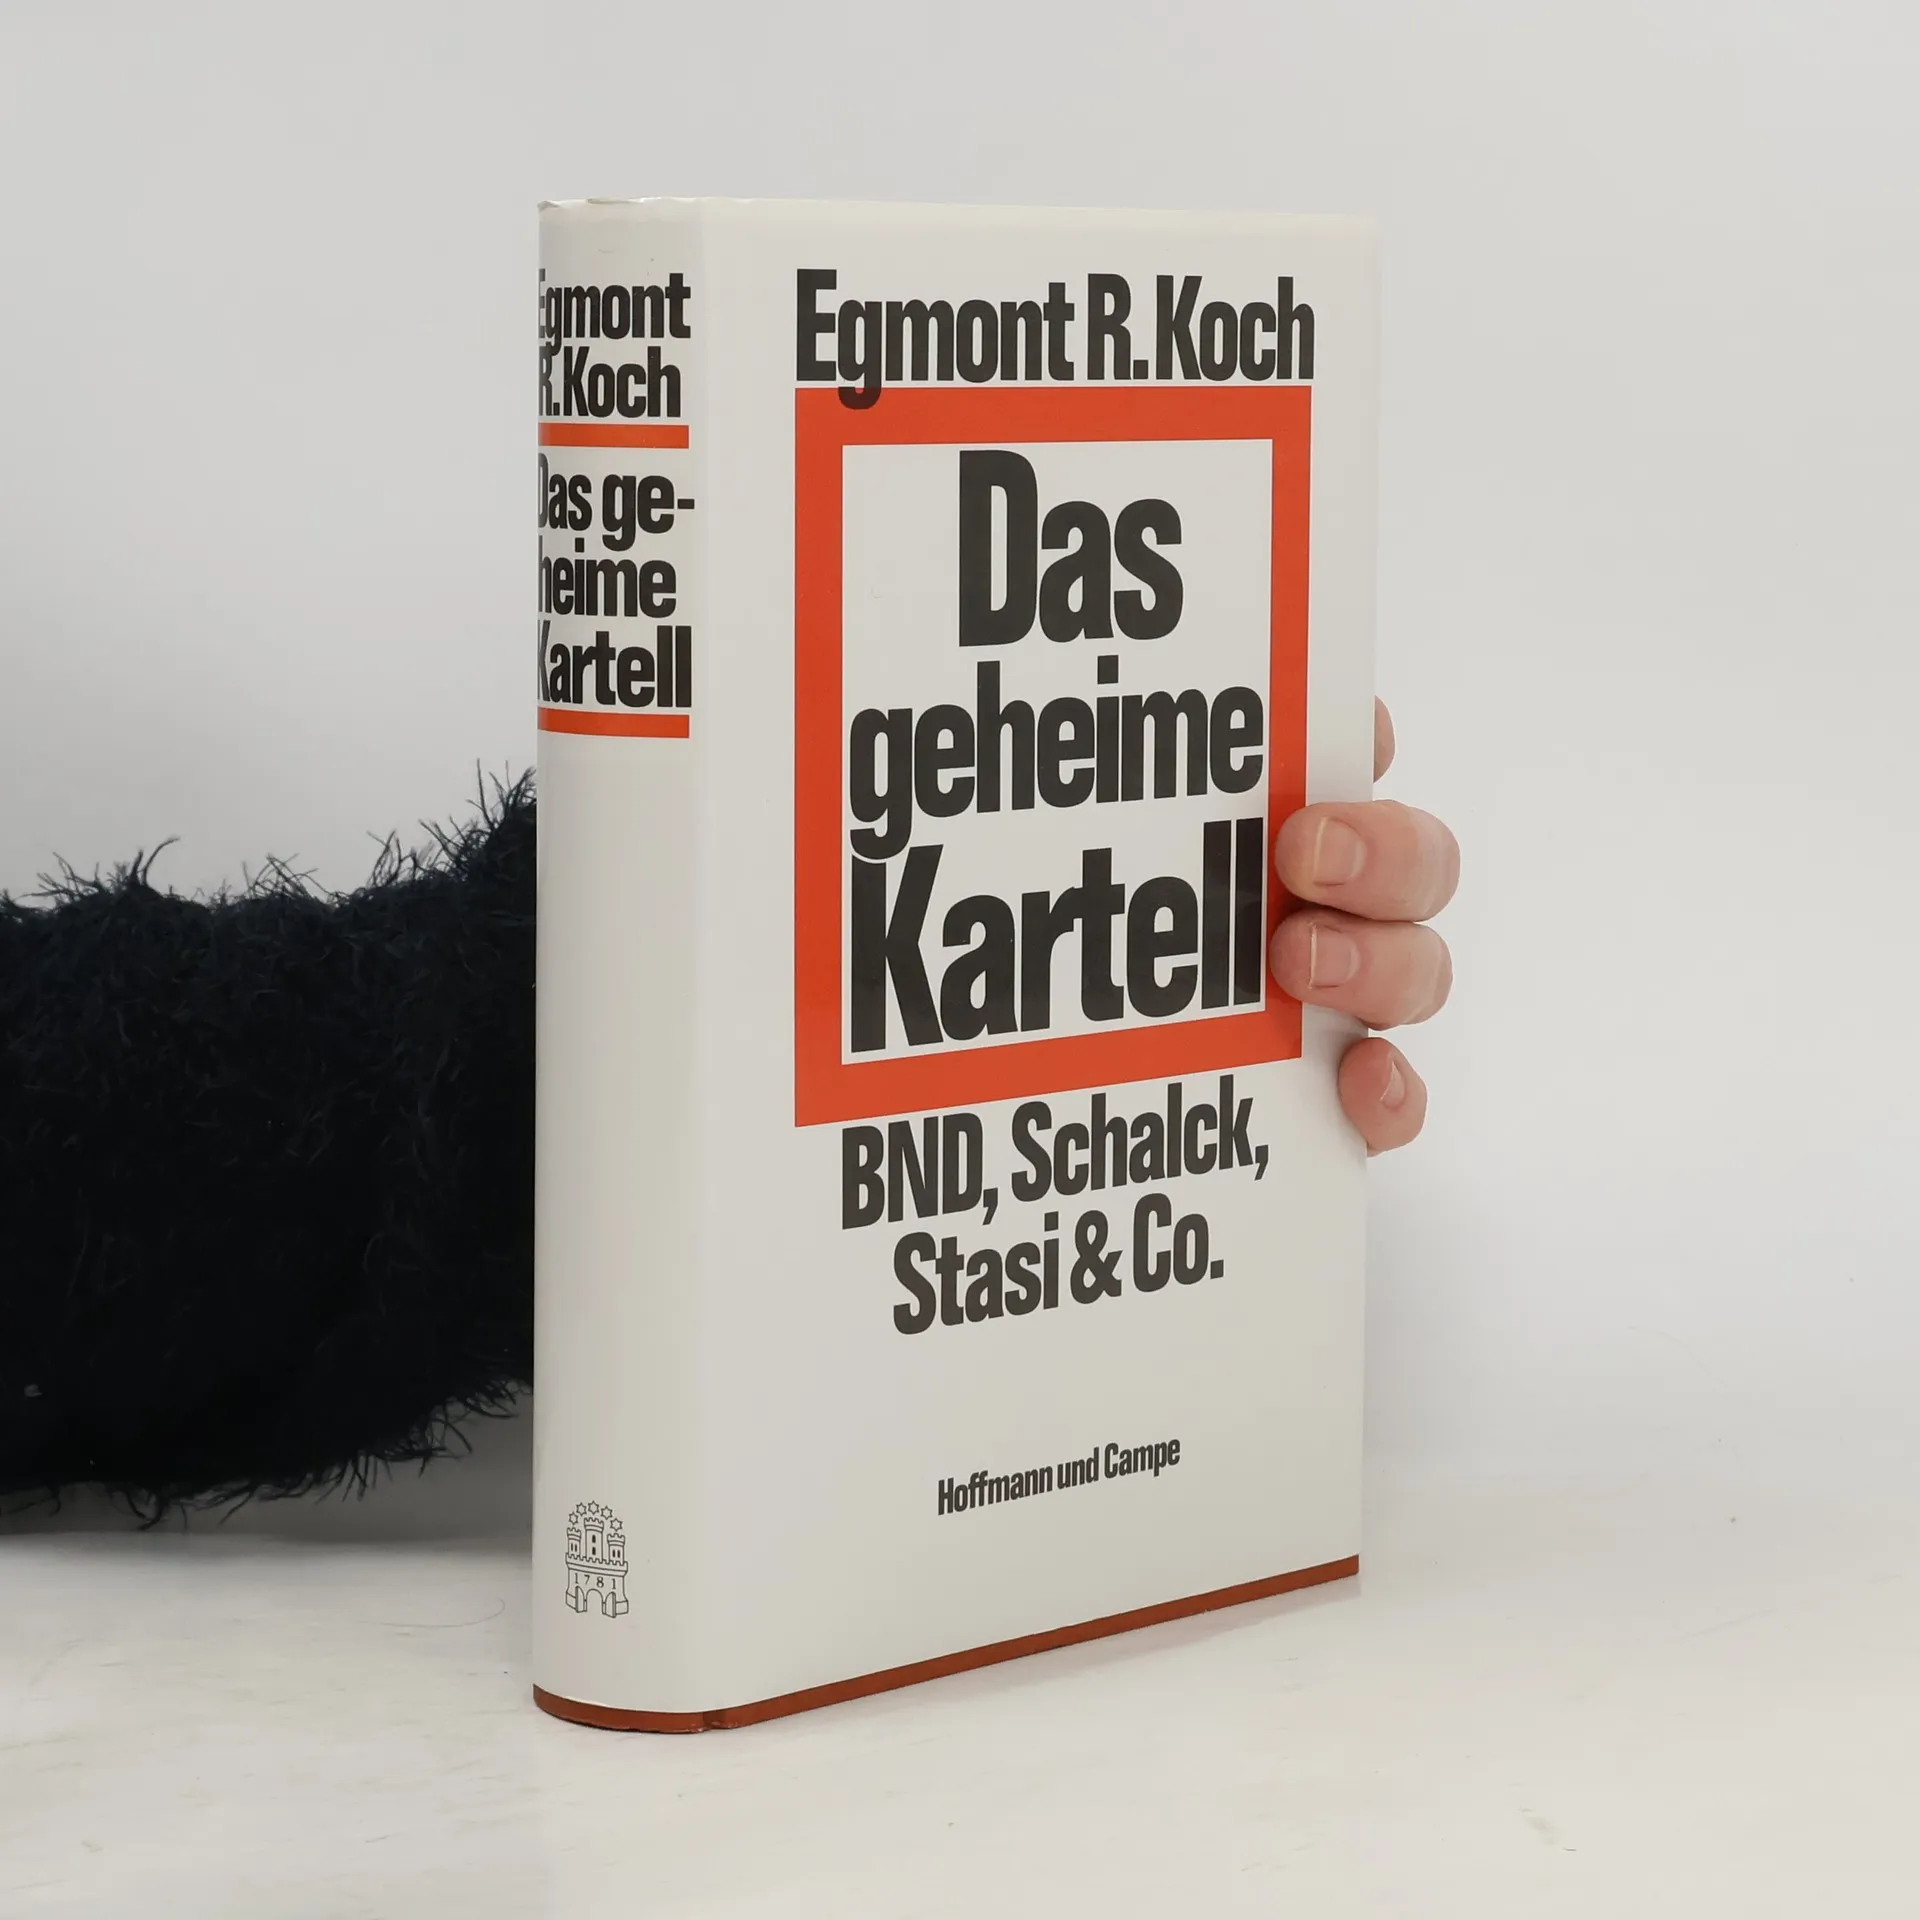 Egmont
R. Koch
Das ge-
heime
Kartell
1781
Egmont R. Koch
Das
geheime
Kartell
BND, Schalck,
Stasi & Co.
Hoffmann und Campe